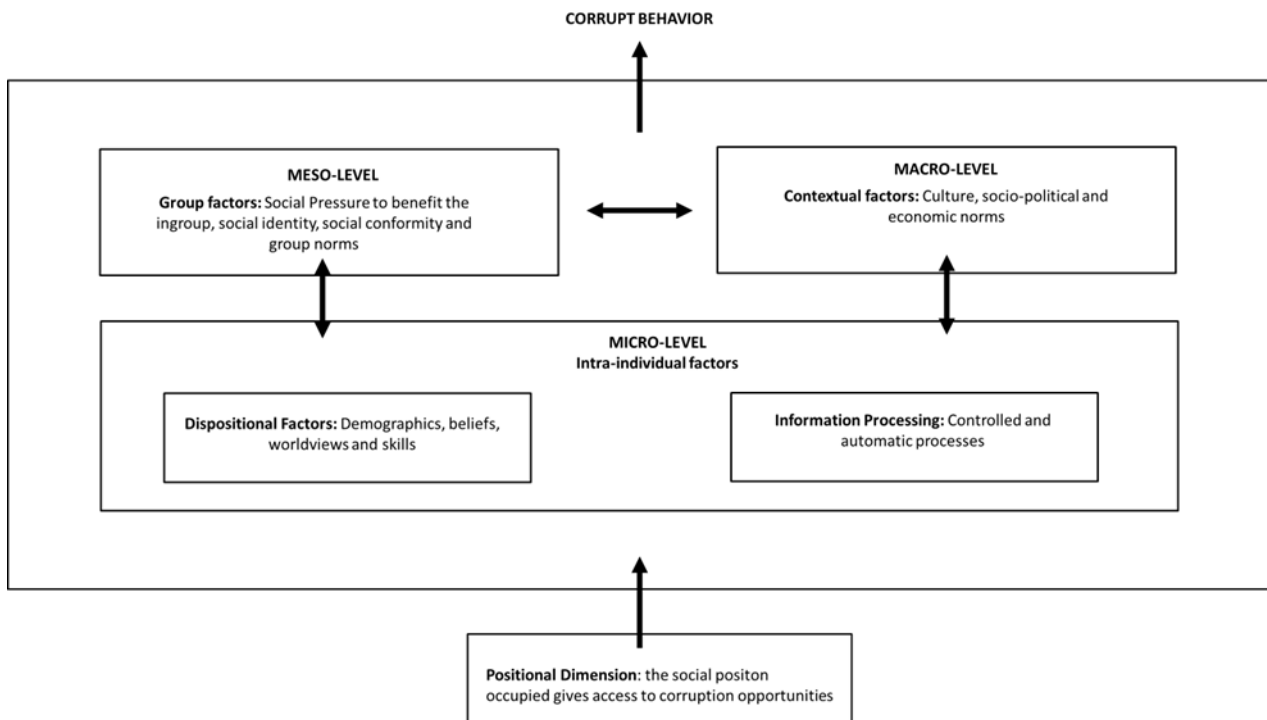 CORRUPT BEHAVIOR
MESO-LEVEL
Group factors: Social Pressure to benefit the
ingroup, social identity, social conformity and
group norms
MACRO-LEVEL
Contextual factors: Culture, socio-political and
economic norms
MICRO-LEVEL
Intra-individual factors
Dispositional Factors: Demographics, beliefs,
worldviews and skills
Information Processing: Controlled and
automatic processes
Positional Dimension: the social positon
occupied gives access to corruption opportunities